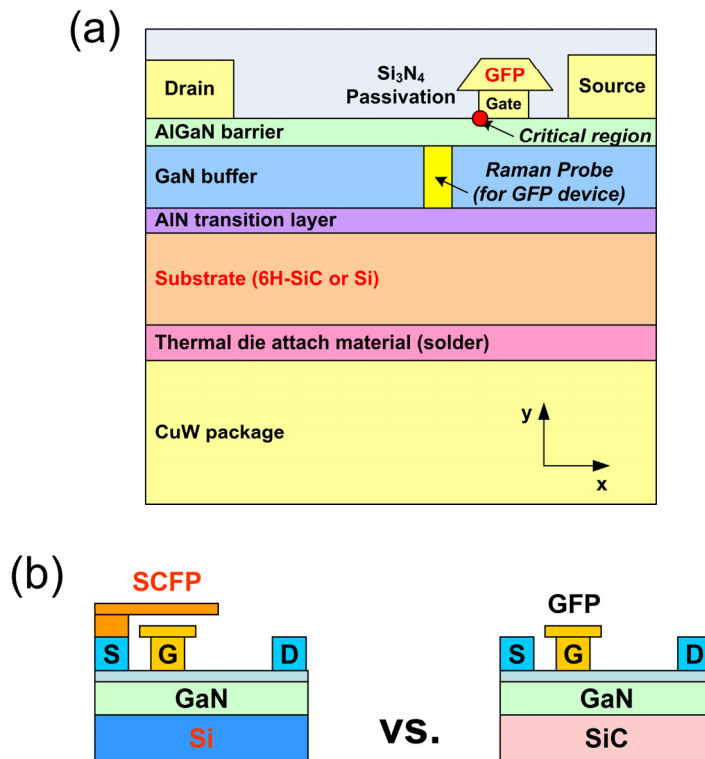 (a)
Drain
Si₃N₄
Passivation
GFP
Gate
Source
AlGaN barrier
Critical region
GaN buffer
Raman Probe
(for GFP device)
AlN transition layer
Substrate (6H-SiC or Si)
Thermal die attach material (solder)
CuW package
y
x
(b)
SCFP
GFP
S
G
D
S
G
D
GaN
GaN
Si
vs.
SiC